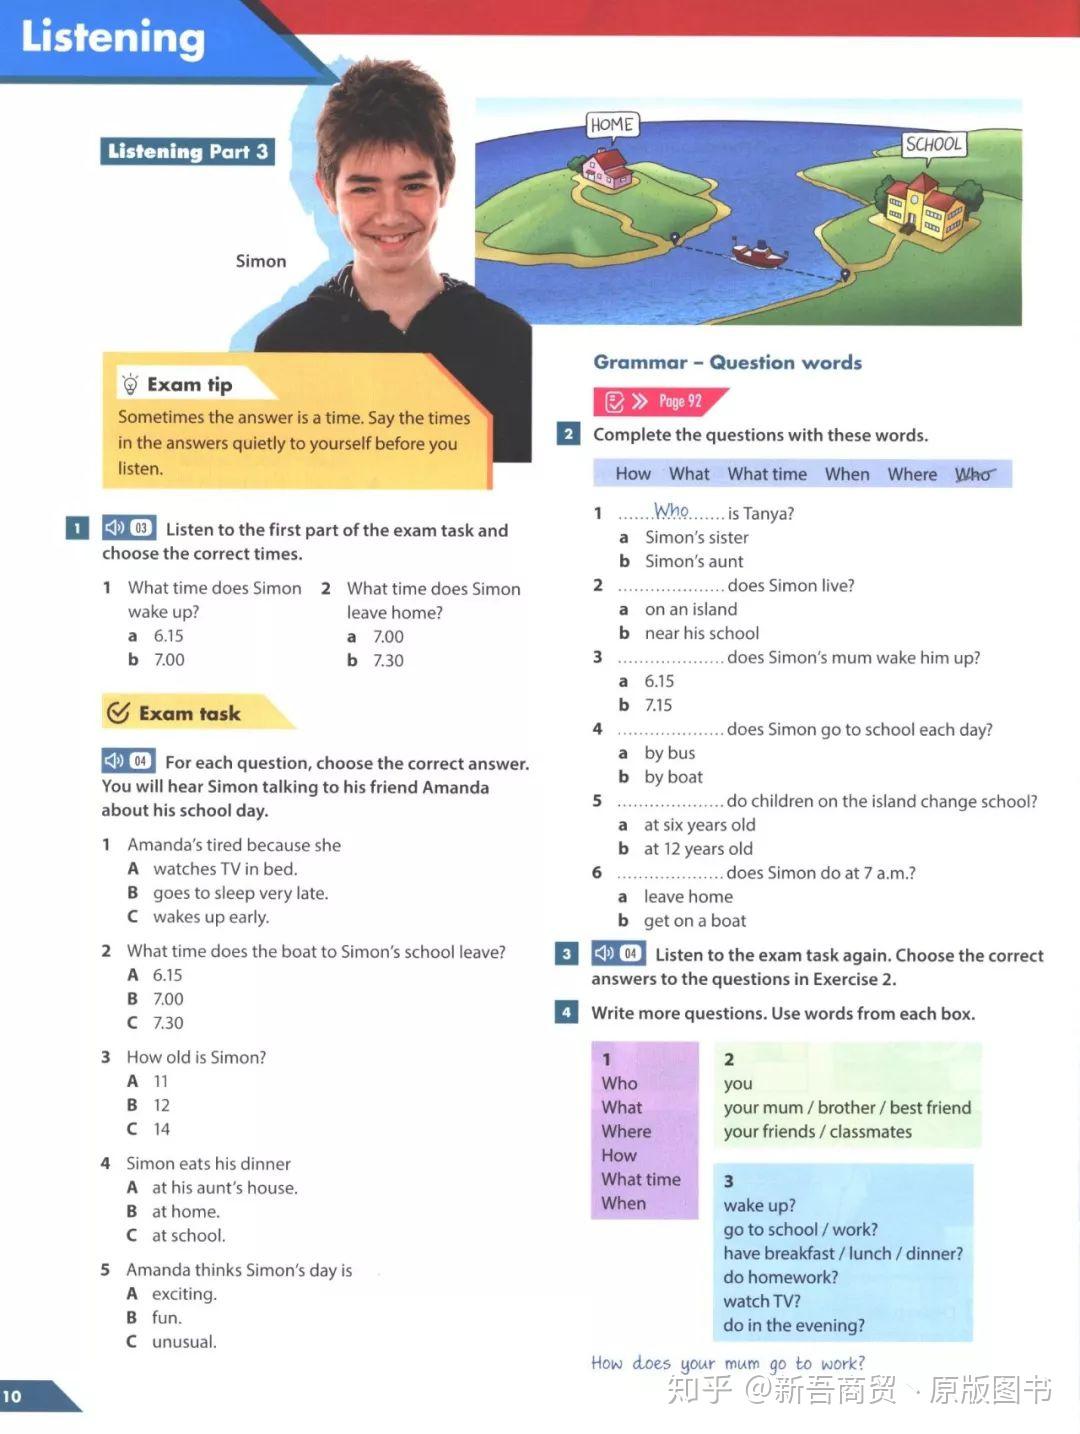 Listening
Listening Part 3
Simon
HOME
SCHOOL
Exam tip
Sometimes the answer is a time. Say the times
in the answers quietly to yourself before you
listen.
1 03 Listen to the first part of the exam task and
choose the correct times.
1 What time does Simon
wake up?
a 6.15
b 7.00
2 What time does Simon
leave home?
a 7.00
b 7.30
Exam task
04 For each question, choose the correct answer.
You will hear Simon talking to his friend Amanda
about his school day.
1 Amanda's tired because she
A watches TV in bed.
B goes to sleep very late.
C wakes up early.
2 What time does the boat to Simon's school leave?
A 6.15
B 7.00
C 7.30
3 How old is Simon?
A 11
B 12
C 14
4 Simon eats his dinner
A at his aunt's house.
B at home.
C at school.
5 Amanda thinks Simon's day is
A exciting.
B fun.
C unusual.
Grammar – Question words
Page 92
2 Complete the questions with these words.
How What What time When Where Who
1 ......Who...... is Tanya?
a Simon's sister
b Simon's aunt
2 .................... does Simon live?
a on an island
b near his school
3 .................... does Simon's mum wake him up?
a 6.15
b 7.15
4 .................... does Simon go to school each day?
a by bus
b by boat
5 .................... do children on the island change school?
a at six years old
b at 12 years old
6 .................... does Simon do at 7 a.m.?
a leave home
b get on a boat
3 04 Listen to the exam task again. Choose the correct
answers to the questions in Exercise 2.
4 Write more questions. Use words from each box.
1
Who
What
Where
How
What time
When
2
you
your mum / brother / best friend
your friends / classmates
3
wake up?
go to school / work?
have breakfast / lunch / dinner?
do homework?
watch TV?
do in the evening?
How does your mum go to work?
10
知乎 @新吾商贸丶·原版图书